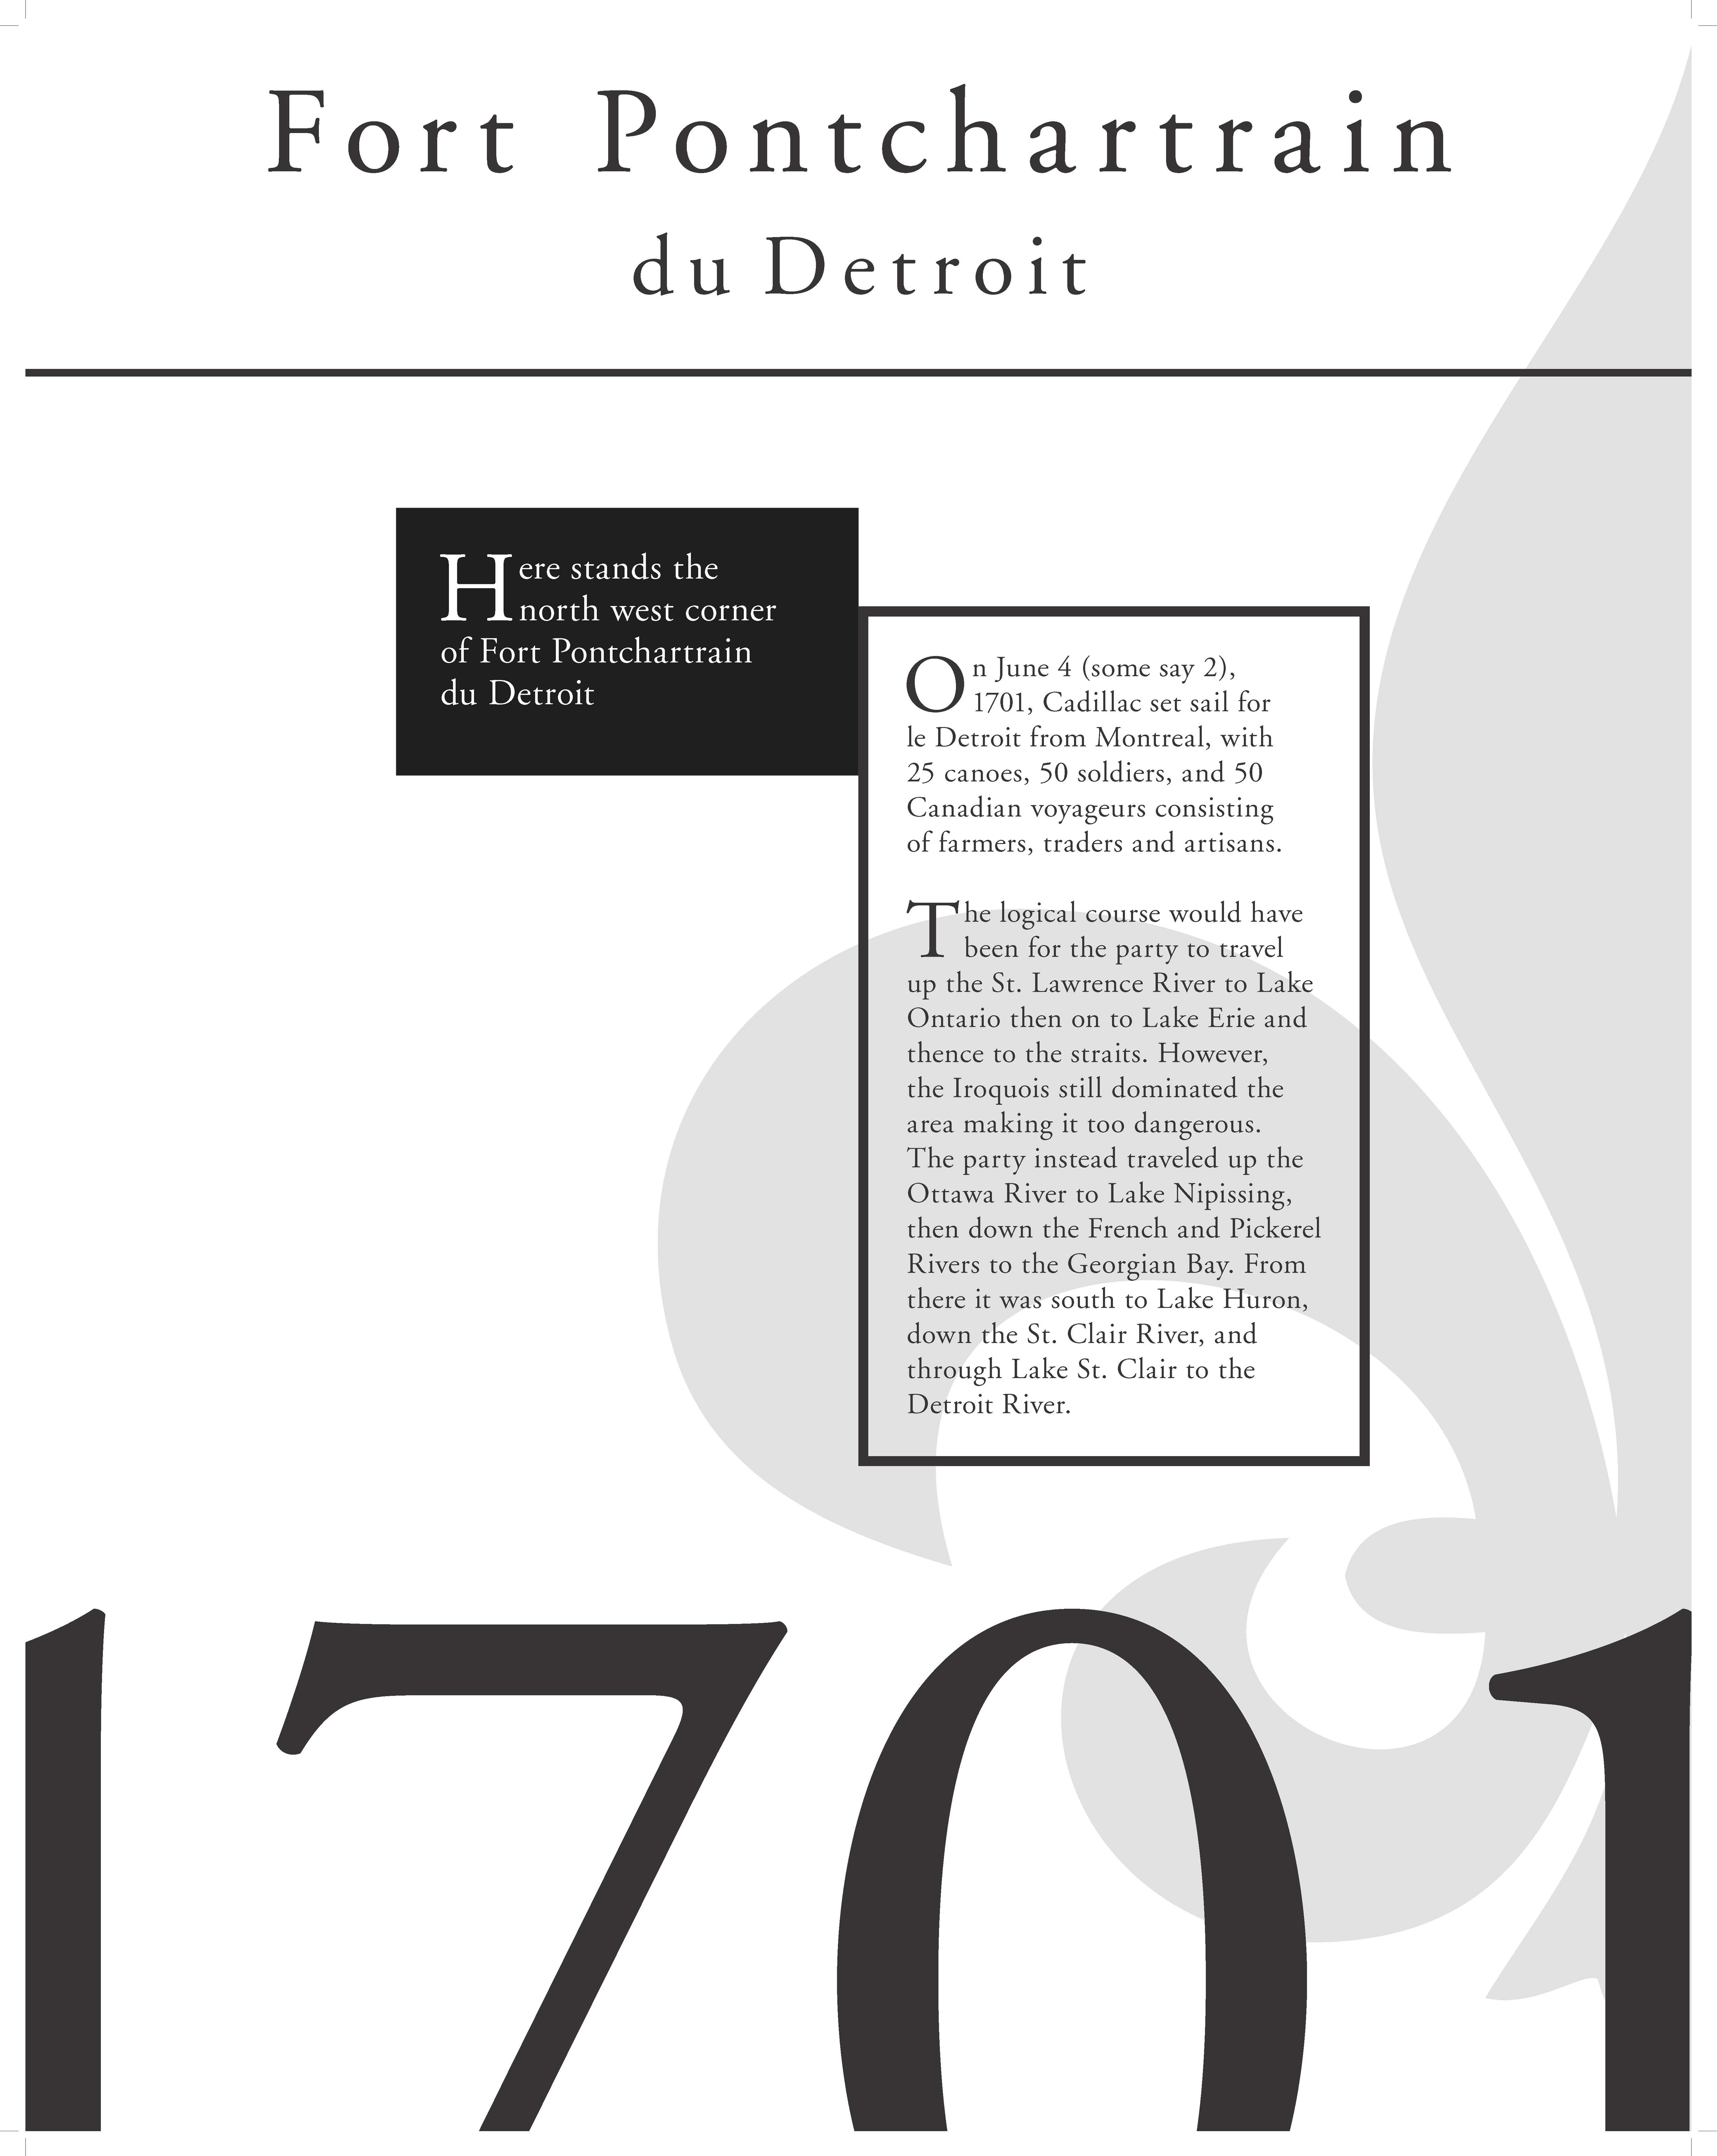 Fort Pontchartrain
du Detroit
Here stands the
north west corner
of Fort Pontchartrain
du Detroit
On June 4 (some say 2),
1701, Cadillac set sail for
le Detroit from Montreal, with
25 canoes, 50 soldiers, and 50
Canadian voyageurs consisting
of farmers, traders and artisans.
The logical course would have
been for the party to travel
up the St. Lawrence River to Lake
Ontario then on to Lake Erie and
thence to the straits. However,
the Iroquois still dominated the
area making it too dangerous.
The party instead traveled up the
Ottawa River to Lake Nipissing,
then down the French and Pickerel
Rivers to the Georgian Bay. From
there it was south to Lake Huron,
down the St. Clair River, and
through Lake St. Clair to the
Detroit River.
1701